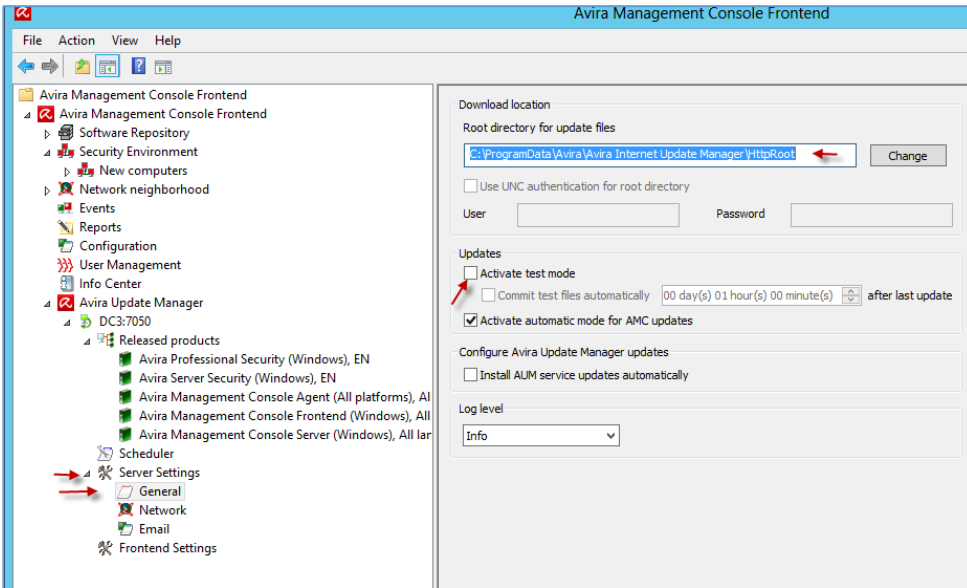 Avira Management Console Frontend
File Action View Help
Avira Management Console Frontend
Avira Management Console Frontend
Software Repository
Security Environment
New computers
Network neighborhood
Events
Reports
Configuration
User Management
Info Center
Avira Update Manager
DC3:7050
Released products
Avira Professional Security (Windows), EN
Avira Server Security (Windows), EN
Avira Management Console Agent (All platforms), Al
Avira Management Console Frontend (Windows), All
Avira Management Console Server (Windows), All lar
Scheduler
Server Settings
General
Network
Email
Frontend Settings
Download location
Root directory for update files
C:\ProgramData\Avira\Avira Internet Update Manager\HttpRoot
Change
Use UNC authentication for root directory
User Password
Updates
Activate test mode
Commit test files automatically 00 day(s) 01 hour(s) 00 minute(s) after last update
Activate automatic mode for AMC updates
Configure Avira Update Manager updates
Install AUM service updates automatically
Log level
Info